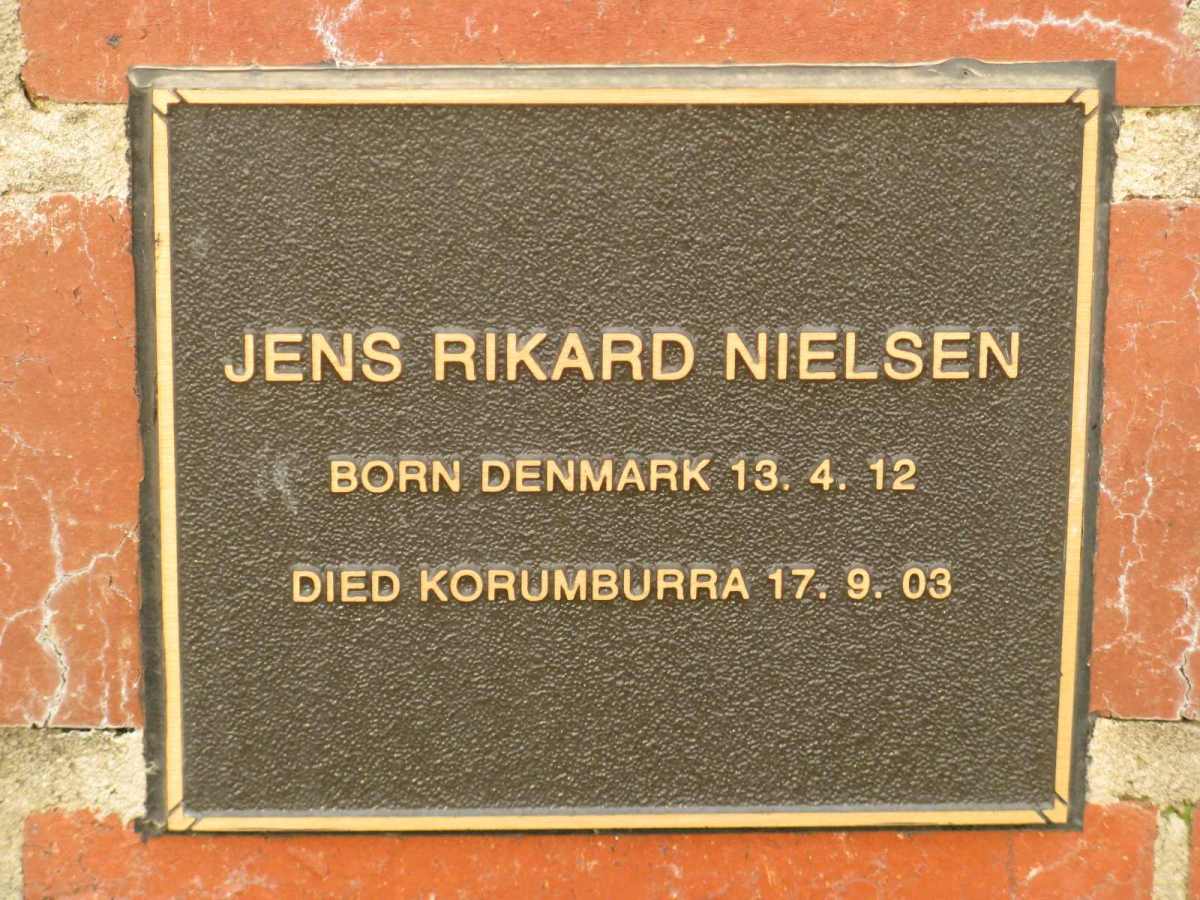 JENS RIKARD NIELSEN
BORN DENMARK 13. 4. 12
DIED KORUMBURRA 17. 9. 03